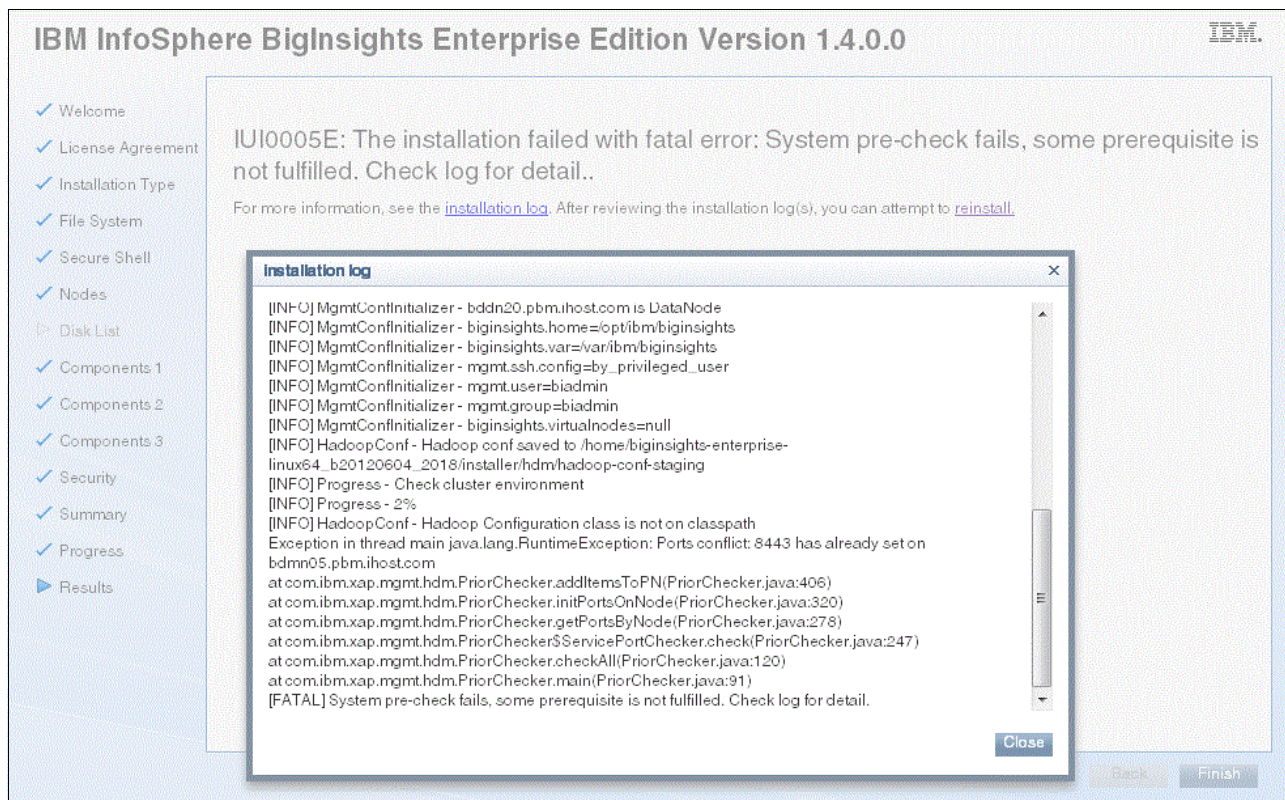 IBM InfoSphere BigInsights Enterprise Edition Version 1.4.0.0
IBM.
Welcome
License Agreement
Installation Type
File System
Secure Shell
Nodes
Disk List
Components 1
Components 2
Components 3
Security
Summary
Progress
Results
IUI0005E: The installation failed with fatal error: System pre-check fails, some prerequisite is
not fulfilled. Check log for detail..
For more information, see the installation log. After reviewing the installation log(s), you can attempt to reinstall.
installation log
[INFO] MgmtConfInitializer - bddn20.pbm.ihost.com is DataNode
[INFO] MgmtConfInitializer - biginsights.home=/opt/ibm/biginsights
[INFO] MgmtConfInitializer - biginsights.var=/var/ibm/biginsights
[INFO] MgmtConfInitializer - mgmt.ssh.config=by_privileged_user
[INFO] MgmtConfInitializer - mgmt.user=biadmin
[INFO] MgmtConfInitializer - mgmt.group=biadmin
[INFO] MgmtConfInitializer - biginsights.virtualnodes=null
[INFO] HadoopConf - Hadoop conf saved to /home/biginsights-enterprise-
linux64_b20120604_2018/installer/hdm/hadoop-conf-staging
[INFO] Progress - Check cluster environment
[INFO] Progress - 2%
[INFO] HadoopConf - Hadoop Configuration class is not on classpath
Exception in thread main java.lang.RuntimeException: Ports conflict: 8443 has already set on
bdmn05.pbm.ihost.com
at com.ibm.xap.mgmt.hdm.PriorChecker.addItemsToPN(PriorChecker.java:406)
at com.ibm.xap.mgmt.hdm.PriorChecker.initPortsOnNode(PriorChecker.java:320)
at com.ibm.xap.mgmt.hdm.PriorChecker.getPortsByNode(PriorChecker.java:278)
at com.ibm.xap.mgmt.hdm.PriorChecker$ServicePortChecker.check(PriorChecker.java:247)
at com.ibm.xap.mgmt.hdm.PriorChecker.checkAll(PriorChecker.java:120)
at com.ibm.xap.mgmt.hdm.PriorChecker.main(PriorChecker.java:91)
[FATAL] System pre-check fails, some prerequisite is not fulfilled. Check log for detail.
Close
Back
Finish